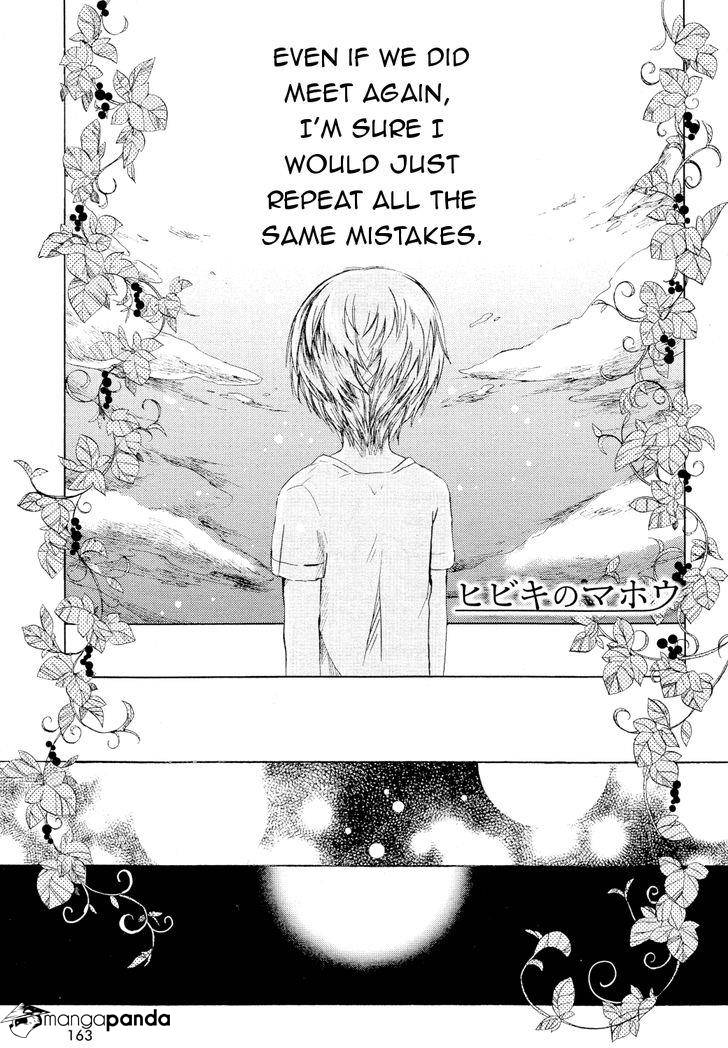 EVEN IF WE DID
MEET AGAIN,
I'M SURE I
WOULD JUST
REPEAT ALL THE
SAME MISTAKES.
ヒビキのマホウ
mangapanda
163